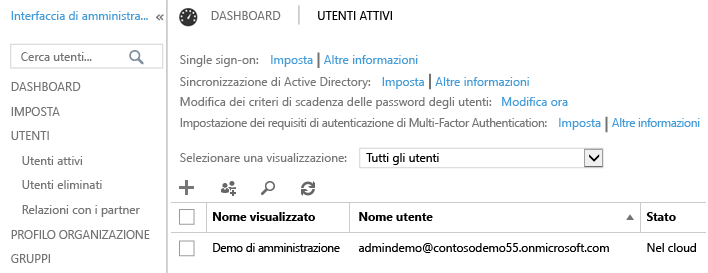 Interfaccia di amministra... «
Cerca utenti...
DASHBOARD
IMPOSTA
UTENTI
Utenti attivi
Utenti eliminati
Relazioni con i partner
PROFILO ORGANIZZAZIONE
GRUPPI
DASHBOARD UTENTI ATTIVI
Single sign-on: Imposta | Altre informazioni
Sincronizzazione di Active Directory: Imposta | Altre informazioni
Modifica dei criteri di scadenza delle password degli utenti: Modifica ora
Impostazione dei requisiti di autenticazione di Multi-Factor Authentication: Imposta | Altre informazioni
Selezionare una visualizzazione: Tutti gli utenti
Nome visualizzato Nome utente Stato
Demo di amministrazione admindemo@contosodemo55.onmicrosoft.com Nel cloud